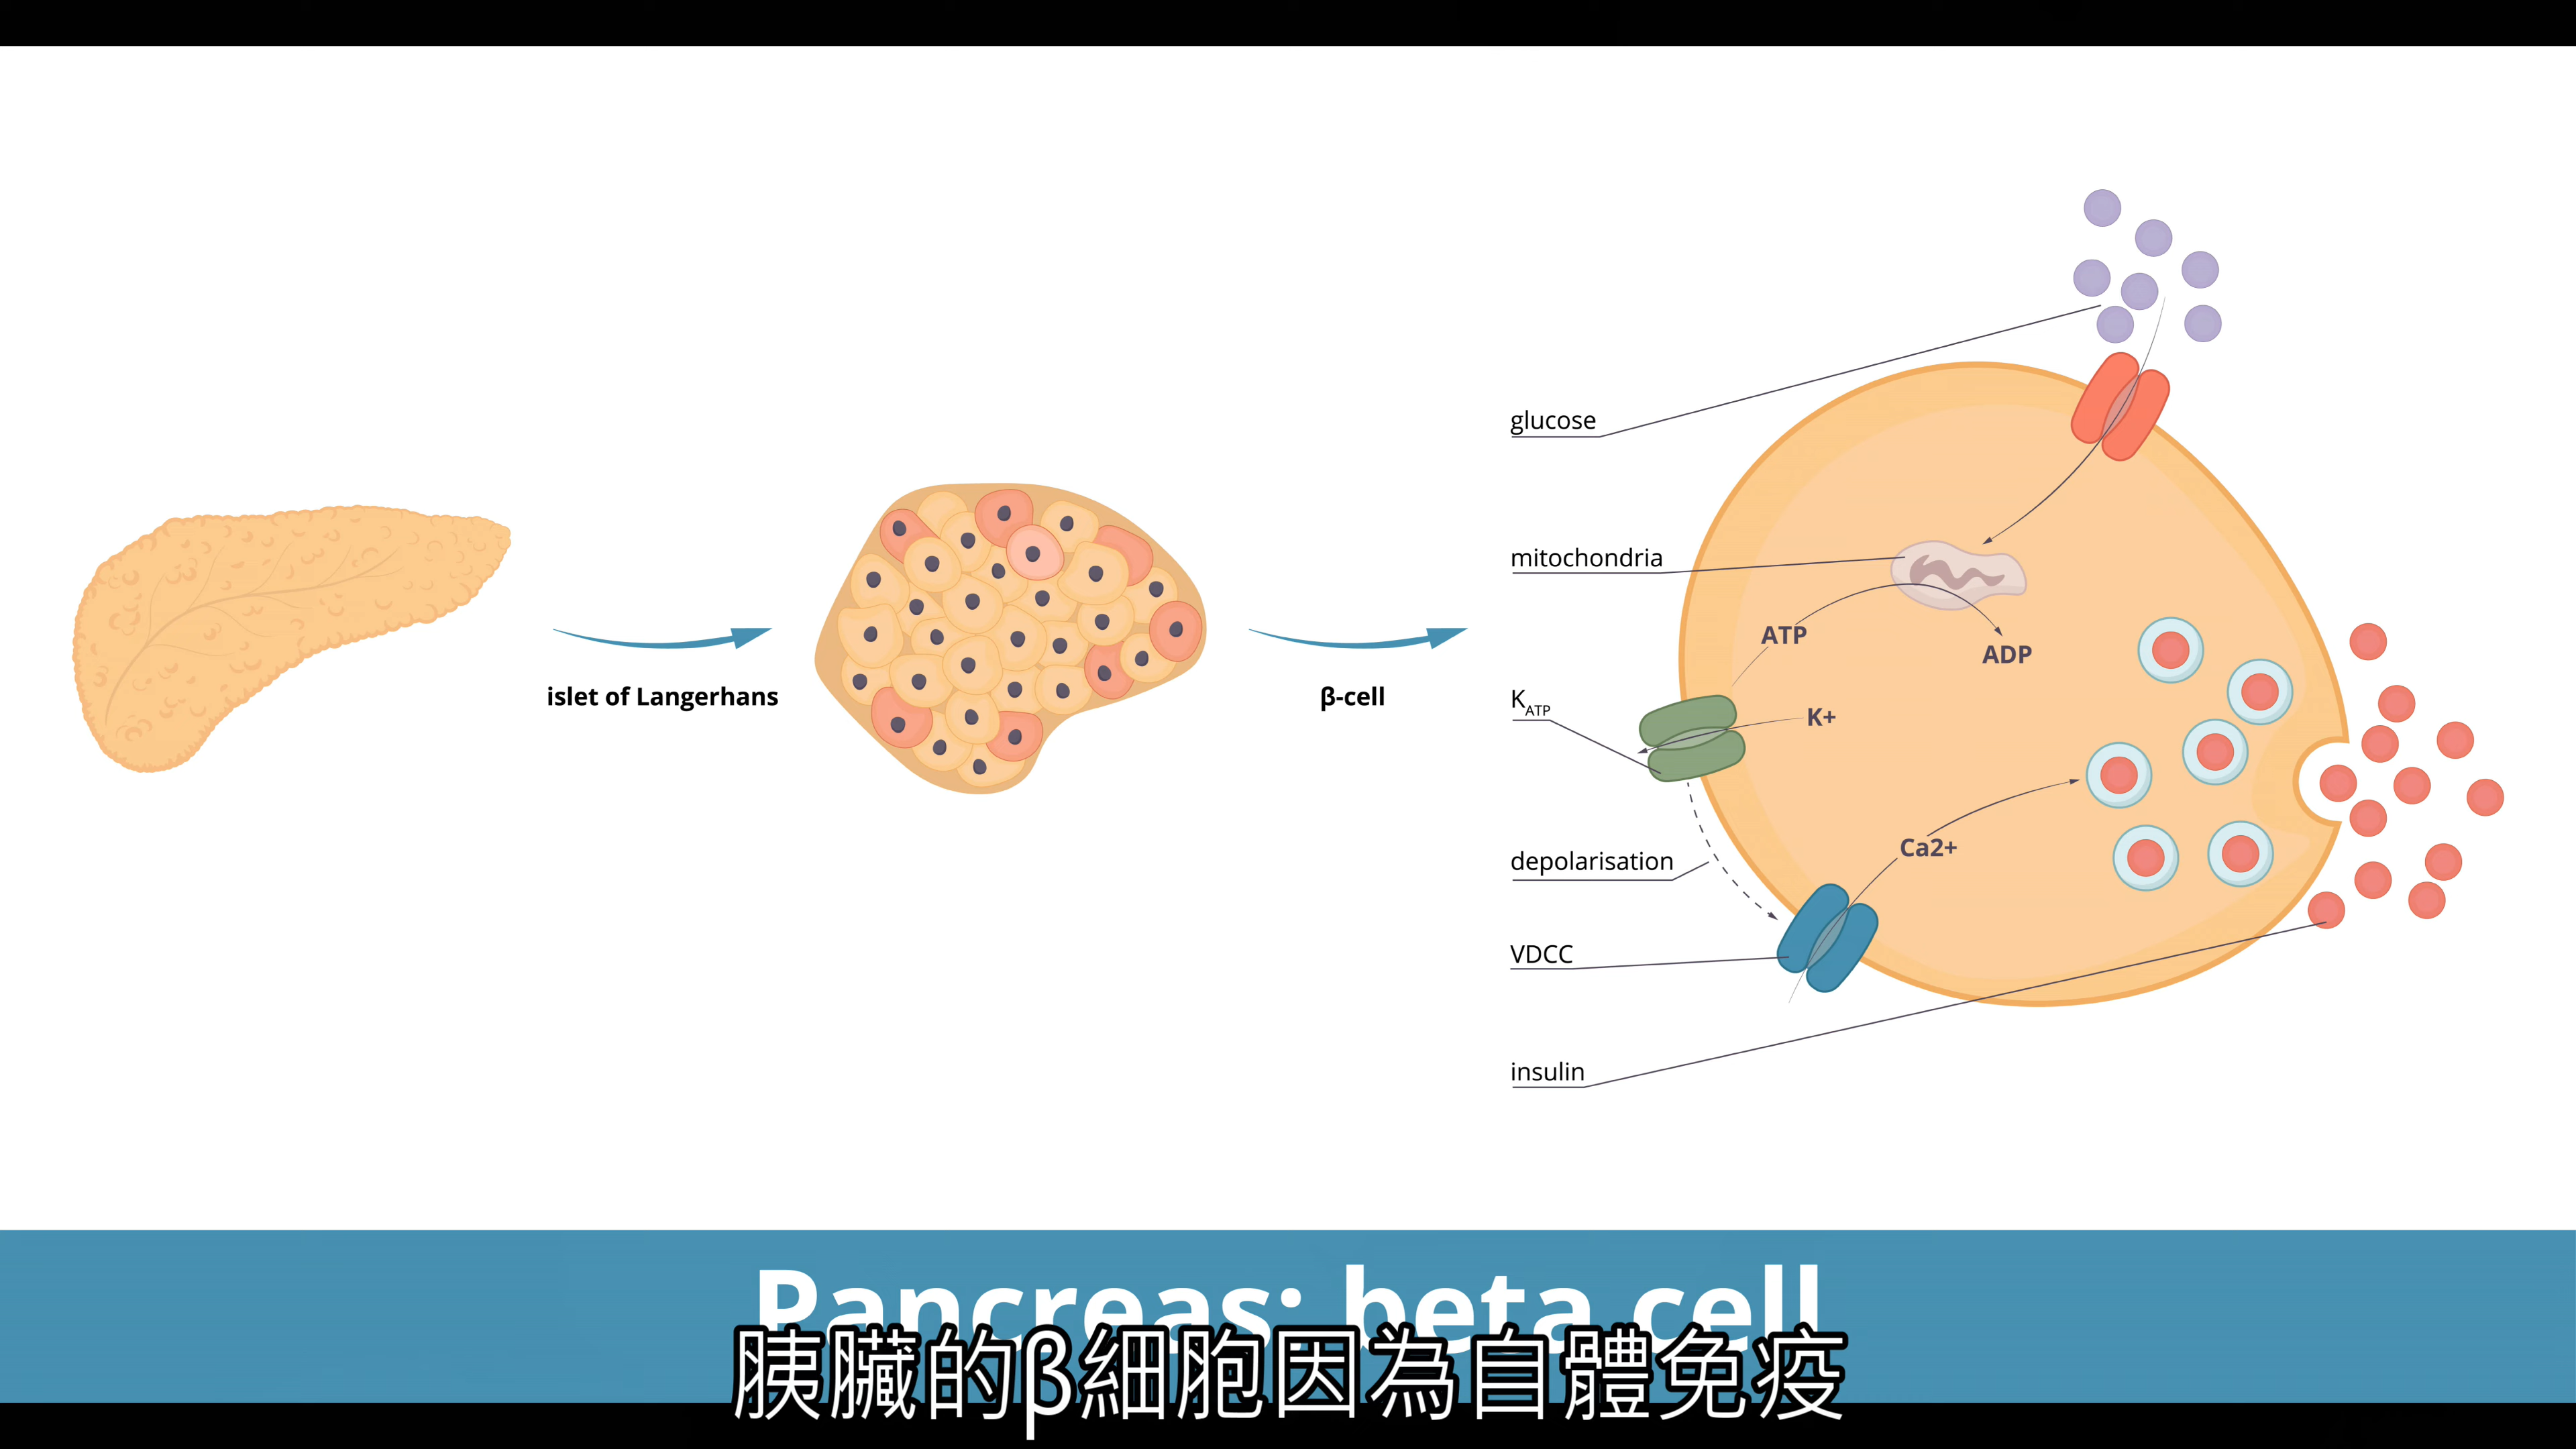 glucose
mitochondria
ATP
ADP
islet of Langerhans
β-cell
KATP
K+
Ca2+
depolarisation
VDCC
insulin
Pancreas: beta cell
胰臟的β細胞因為自體免疫